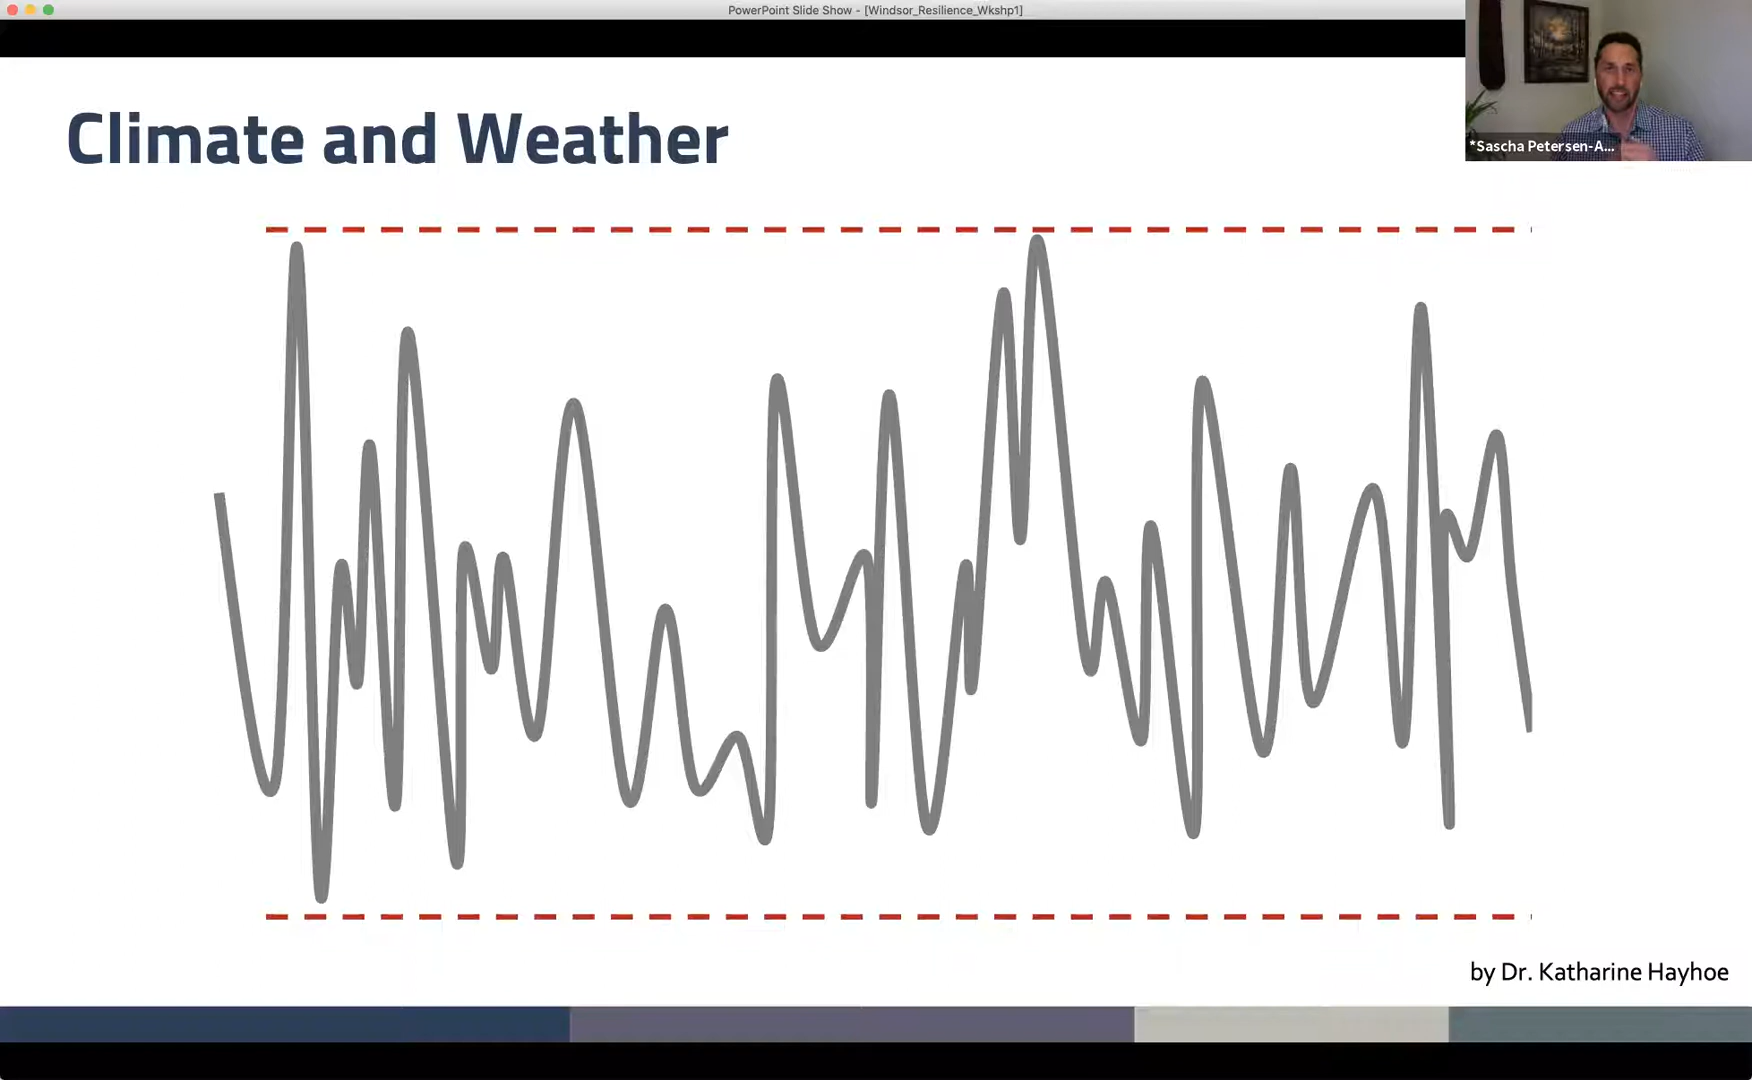 PowerPoint Slide Show - [Windsor_Resilience_Wkshp1]
*Sascha Petersen-A...
Climate and Weather
by Dr. Katharine Hayhoe